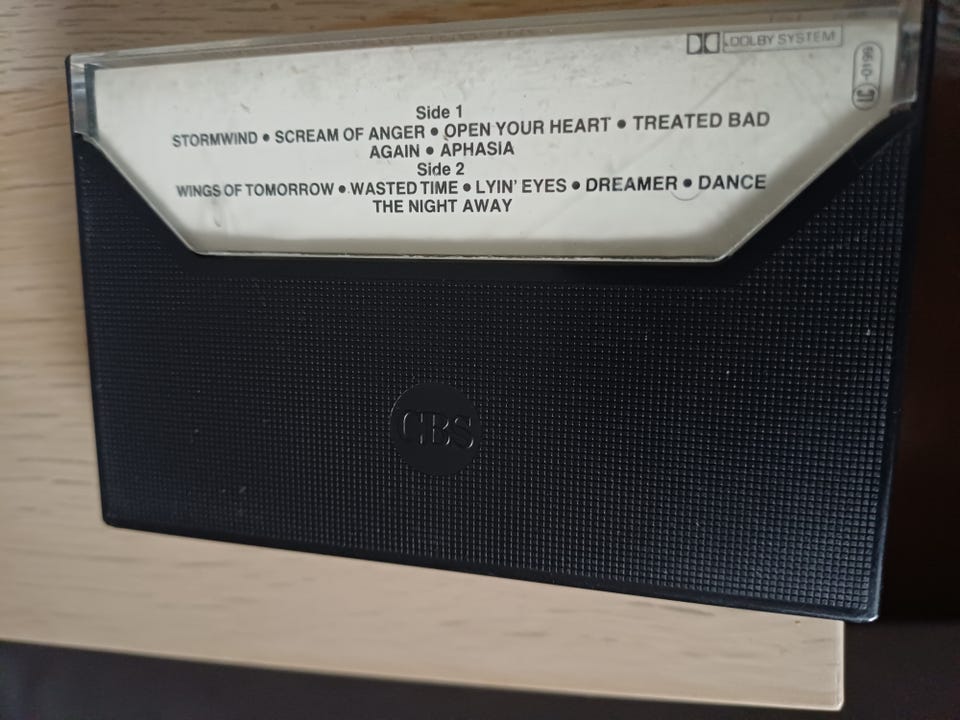 DOLBY SYSTEM
Side 1
STORMWIND • SCREAM OF ANGER • OPEN YOUR HEART • TREATED BAD
AGAIN • APHASIA
Side 2
WINGS OF TOMORROW • WASTED TIME • LYIN' EYES • DREAMER • DANCE
THE NIGHT AWAY
CBS